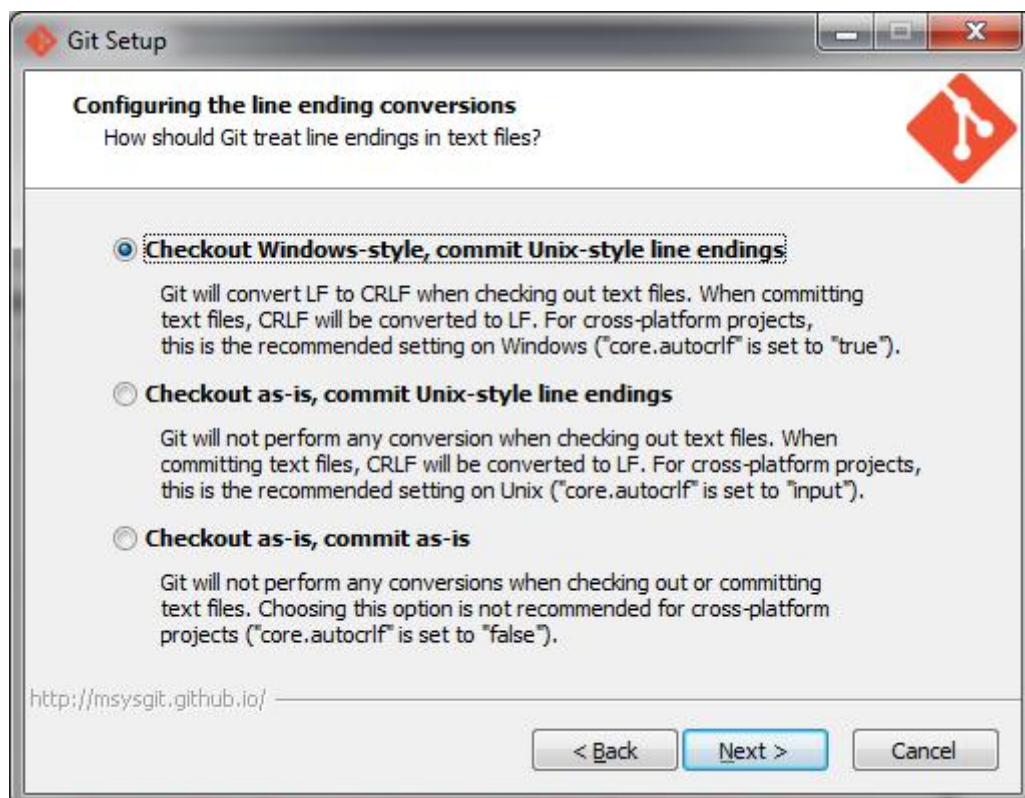 Git Setup
Configuring the line ending conversions
How should Git treat line endings in text files?
Checkout Windows-style, commit Unix-style line endings
Git will convert LF to CRLF when checking out text files. When committing
text files, CRLF will be converted to LF. For cross-platform projects,
this is the recommended setting on Windows ("core.autocrlf" is set to "true").
Checkout as-is, commit Unix-style line endings
Git will not perform any conversion when checking out text files. When
committing text files, CRLF will be converted to LF. For cross-platform projects,
this is the recommended setting on Unix ("core.autocrlf" is set to "input").
Checkout as-is, commit as-is
Git will not perform any conversions when checking out or committing
text files. Choosing this option is not recommended for cross-platform
projects ("core.autocrlf" is set to "false").
http://msysgit.github.io/
< Back Next > Cancel